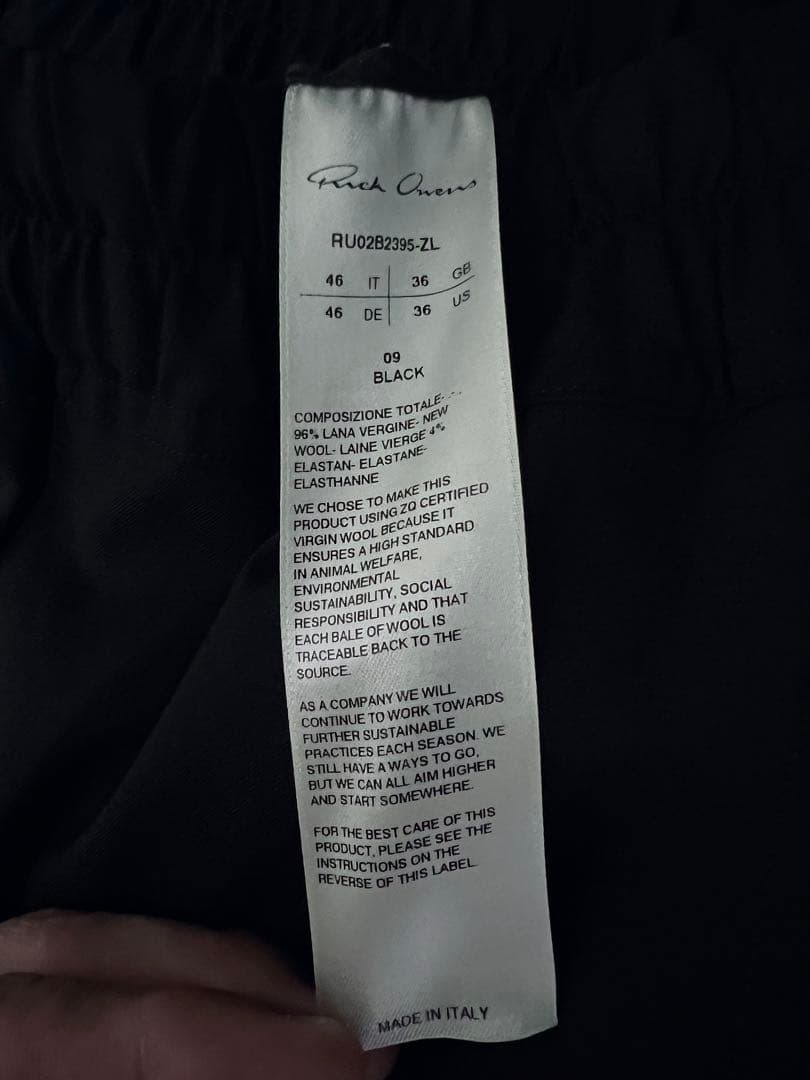 Rick Owens
RU02B2395-ZL
46 IT 36 GB
46 DE 36 US
09
BLACK
COMPOSIZIONE TOTALE-
96% LANA VERGINE- NEW
WOOL- LAINE VIERGE 4%
ELASTAN- ELASTANE-
ELASTHANNE
WE CHOSE TO MAKE THIS
PRODUCT USING ZQ CERTIFIED
VIRGIN WOOL BECAUSE IT
ENSURES A HIGH STANDARD
IN ANIMAL WELFARE,
ENVIRONMENTAL
SUSTAINABILITY, SOCIAL
RESPONSIBILITY AND THAT
EACH BALE OF WOOL IS
TRACEABLE BACK TO THE
SOURCE.
AS A COMPANY WE WILL
CONTINUE TO WORK TOWARDS
FURTHER SUSTAINABLE
PRACTICES EACH SEASON. WE
STILL HAVE A WAYS TO GO,
BUT WE CAN ALL AIM HIGHER
AND START SOMEWHERE.
FOR THE BEST CARE OF THIS
PRODUCT, PLEASE SEE THE
INSTRUCTIONS ON THE
REVERSE OF THIS LABEL.
MADE IN ITALY